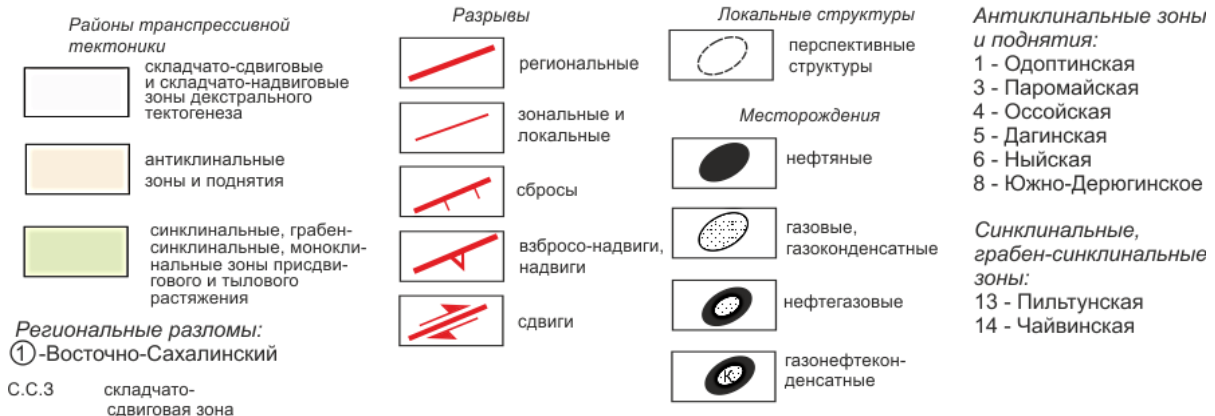 Районы транспрессивной
тектоники
складчато-сдвиговые
и складчато-надвиговые
зоны декстрального
тектогенеза
антиклинальные
зоны и поднятия
синклинальные, грабен-
синклинальные, монокли-
нальные зоны присдви-
гового и тылового
растяжения
Региональные разломы:
1 -Восточно-Сахалинский
С.С.З складчато-
сдвиговая зона
Разрывы
региональные
зональные и
локальные
сбросы
взбросо-надвиги,
надвиги
сдвиги
Локальные структуры
перспективные
структуры
Месторождения
нефтяные
газовые,
газоконденсатные
нефтегазовые
К
газонефтекон-
денсатные
Антиклинальные зоны
и поднятия:
1 - Одоптинская
3 - Паромайская
4 - Оссойская
5 - Дагинская
6 - Ныйская
8 - Южно-Дерюгинское
Синклинальные,
грабен-синклинальные
зоны:
13 - Пильтунская
14 - Чайвинская